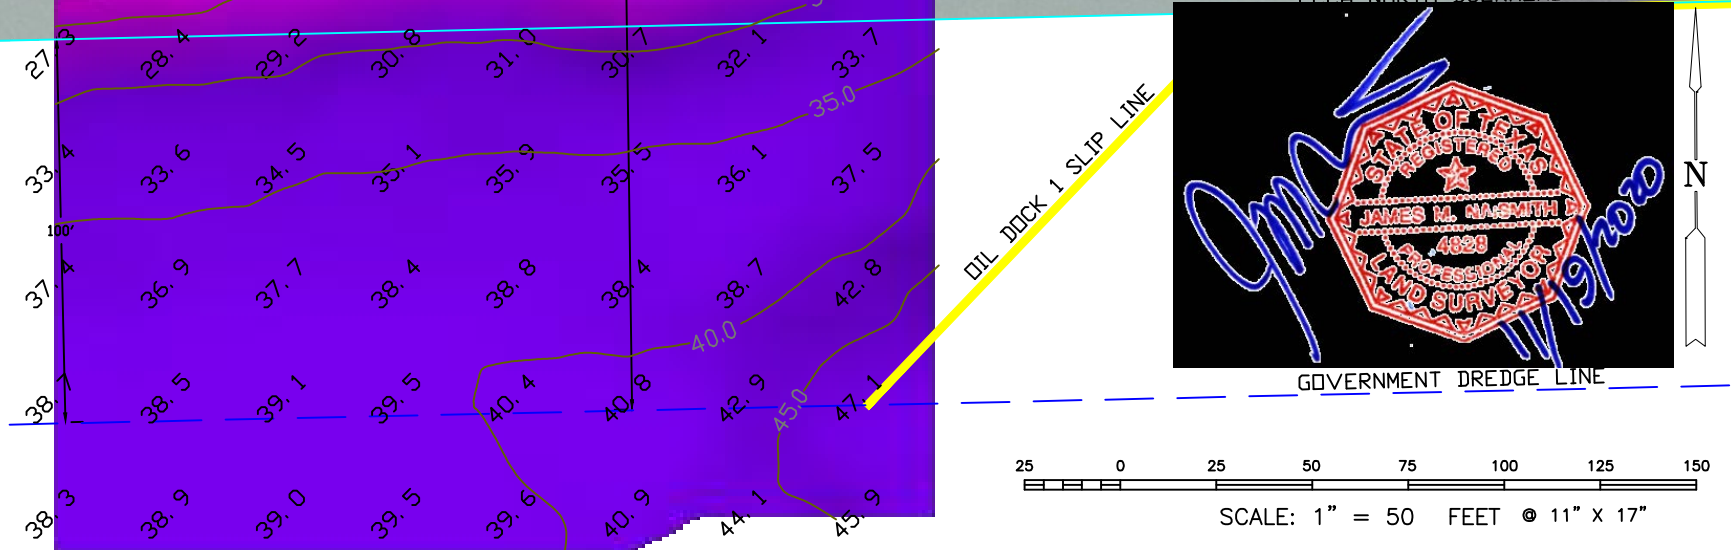 27.3 28.4 29.2 30.8 31.0 30.7 32.1 33.7
35.0
33.4 33.6 34.5 35.1 35.9 35.5 36.1 37.5
100'
37.4 36.9 37.7 38.4 38.8 38.4 38.7 42.8
40.0
38.7 38.5 39.1 39.5 40.4 40.8 42.9 47.1
45.0
38.3 38.9 39.0 39.5 39.6 40.9 44.1 45.9
OIL DOCK 1 SLIP LINE
STATE OF TEXAS
REGISTERED
JAMES M. NAISMITH
4828
PROFESSIONAL
LAND SURVEYOR
11/19/2020
N
GOVERNMENT DREDGE LINE
25 0 25 50 75 100 125 150
SCALE: 1" = 50 FEET @ 11" X 17"